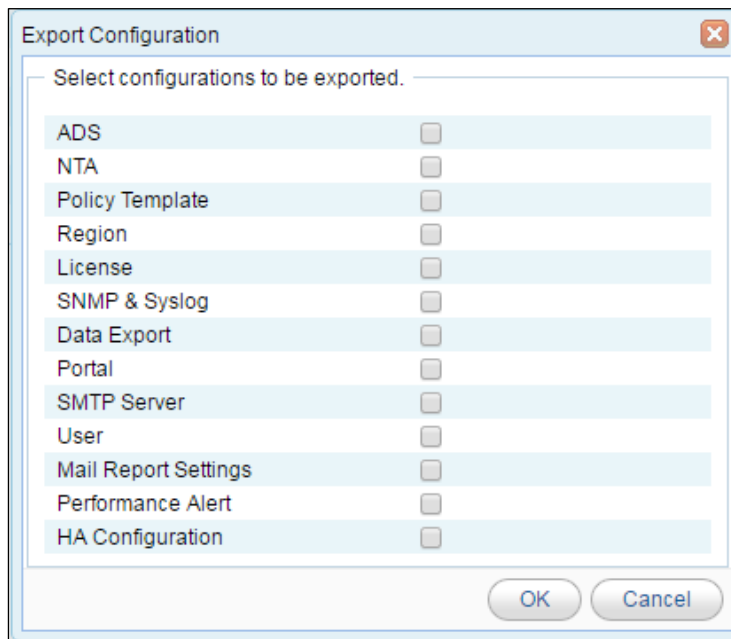 Export Configuration
Select configurations to be exported.
ADS
NTA
Policy Template
Region
License
SNMP & Syslog
Data Export
Portal
SMTP Server
User
Mail Report Settings
Performance Alert
HA Configuration
OK Cancel